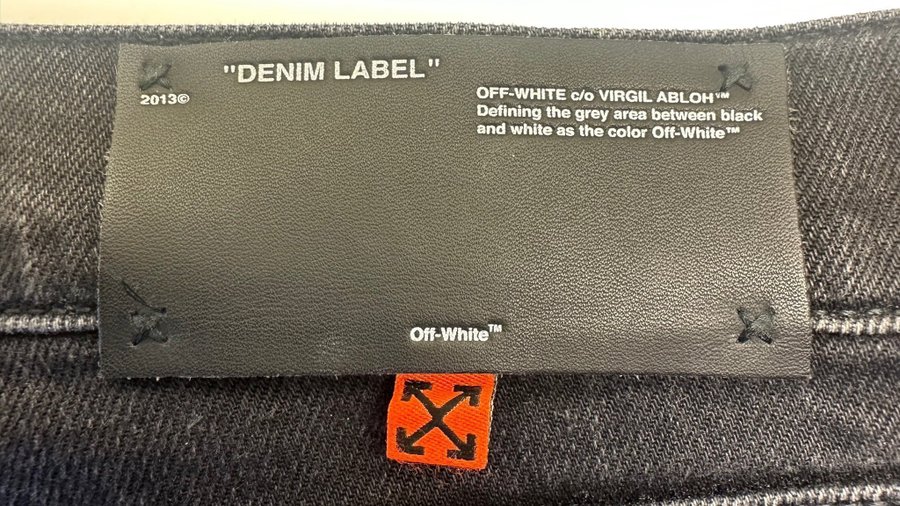 "DENIM LABEL"
2013©
OFF-WHITE c/o VIRGIL ABLOH™
Defining the grey area between black
and white as the color Off-White™
Off-White™